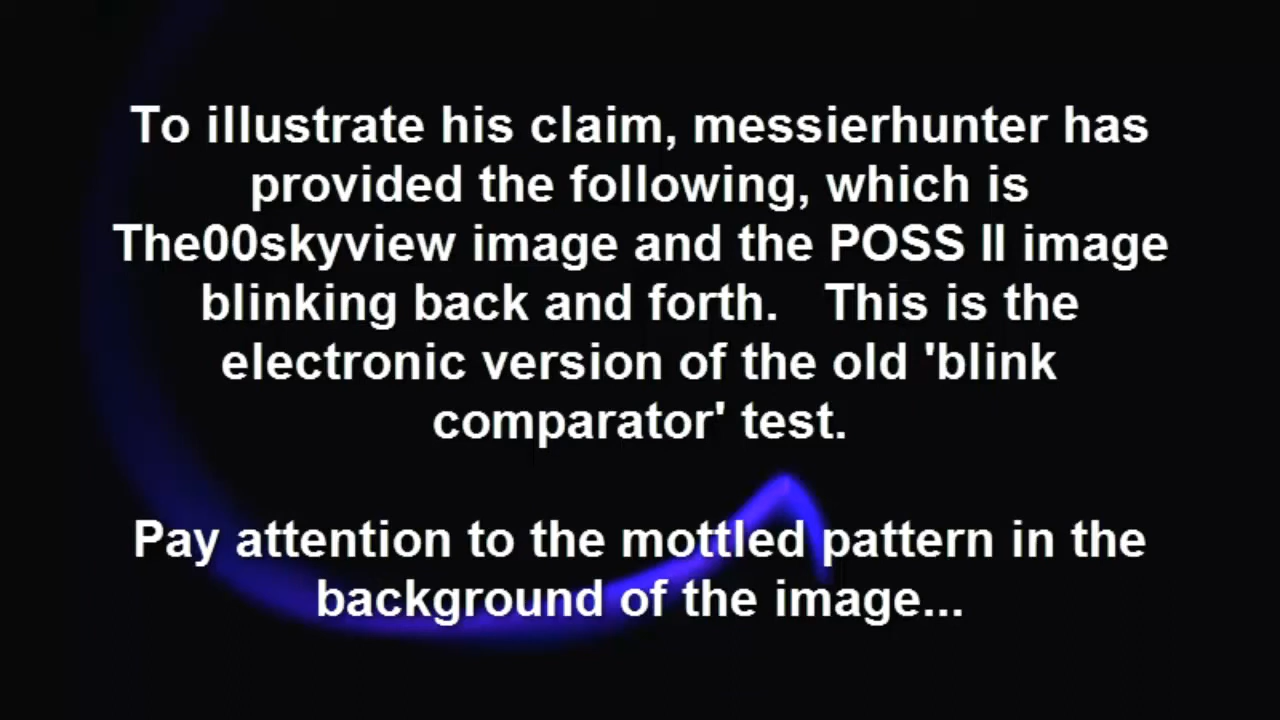 To illustrate his claim, messierhunter has
provided the following, which is
The00skyview image and the POSS II image
blinking back and forth.   This is the
electronic version of the old 'blink
comparator' test.
Pay attention to the mottled pattern in the
background of the image...